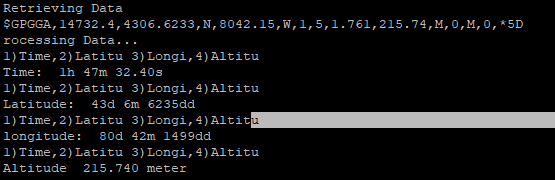 Retrieving Data
$GPGGA,14732.4,4306.6233,N,8042.15,W,1,5,1.761,215.74,M,0,M,0,*5D
rocessing Data...
1)Time,2)Latitu 3)Longi,4)Altitu
Time:  1h 47m 32.40s
1)Time,2)Latitu 3)Longi,4)Altitu
Latitude:  43d 6m 6235dd
1)Time,2)Latitu 3)Longi,4)Altitu
longitude:  80d 42m 1499dd
1)Time,2)Latitu 3)Longi,4)Altitu
Altitude  215.740 meter